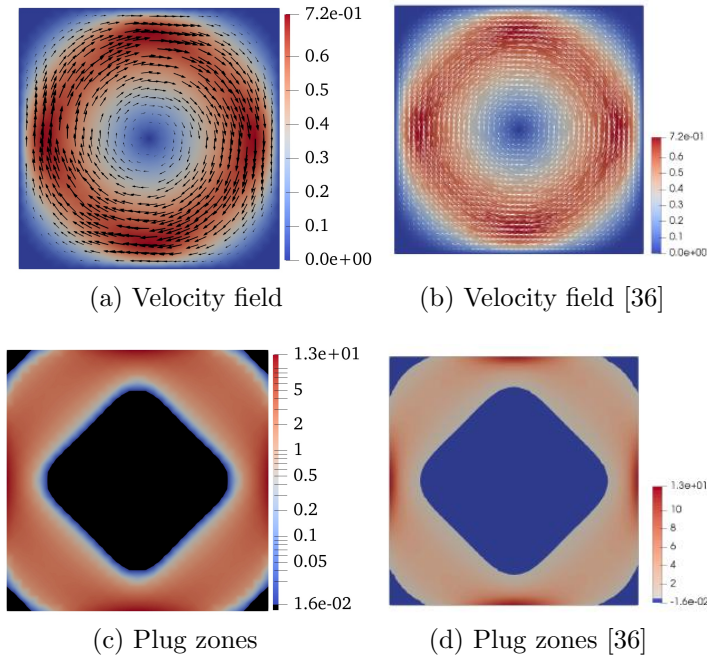 7.2e-01
0.6
0.5
0.4
0.3
0.2
0.1
0.0e+00
7.2e-01
0.6
0.5
0.4
0.3
0.2
0.1
0.0e+00
(a) Velocity field
(b) Velocity field [36]
1.3e+01
5
2
1
0.5
0.2
0.1
0.05
1.6e-02
1.3e+01
10
8
6
4
2
-1.6e-02
(c) Plug zones
(d) Plug zones [36]